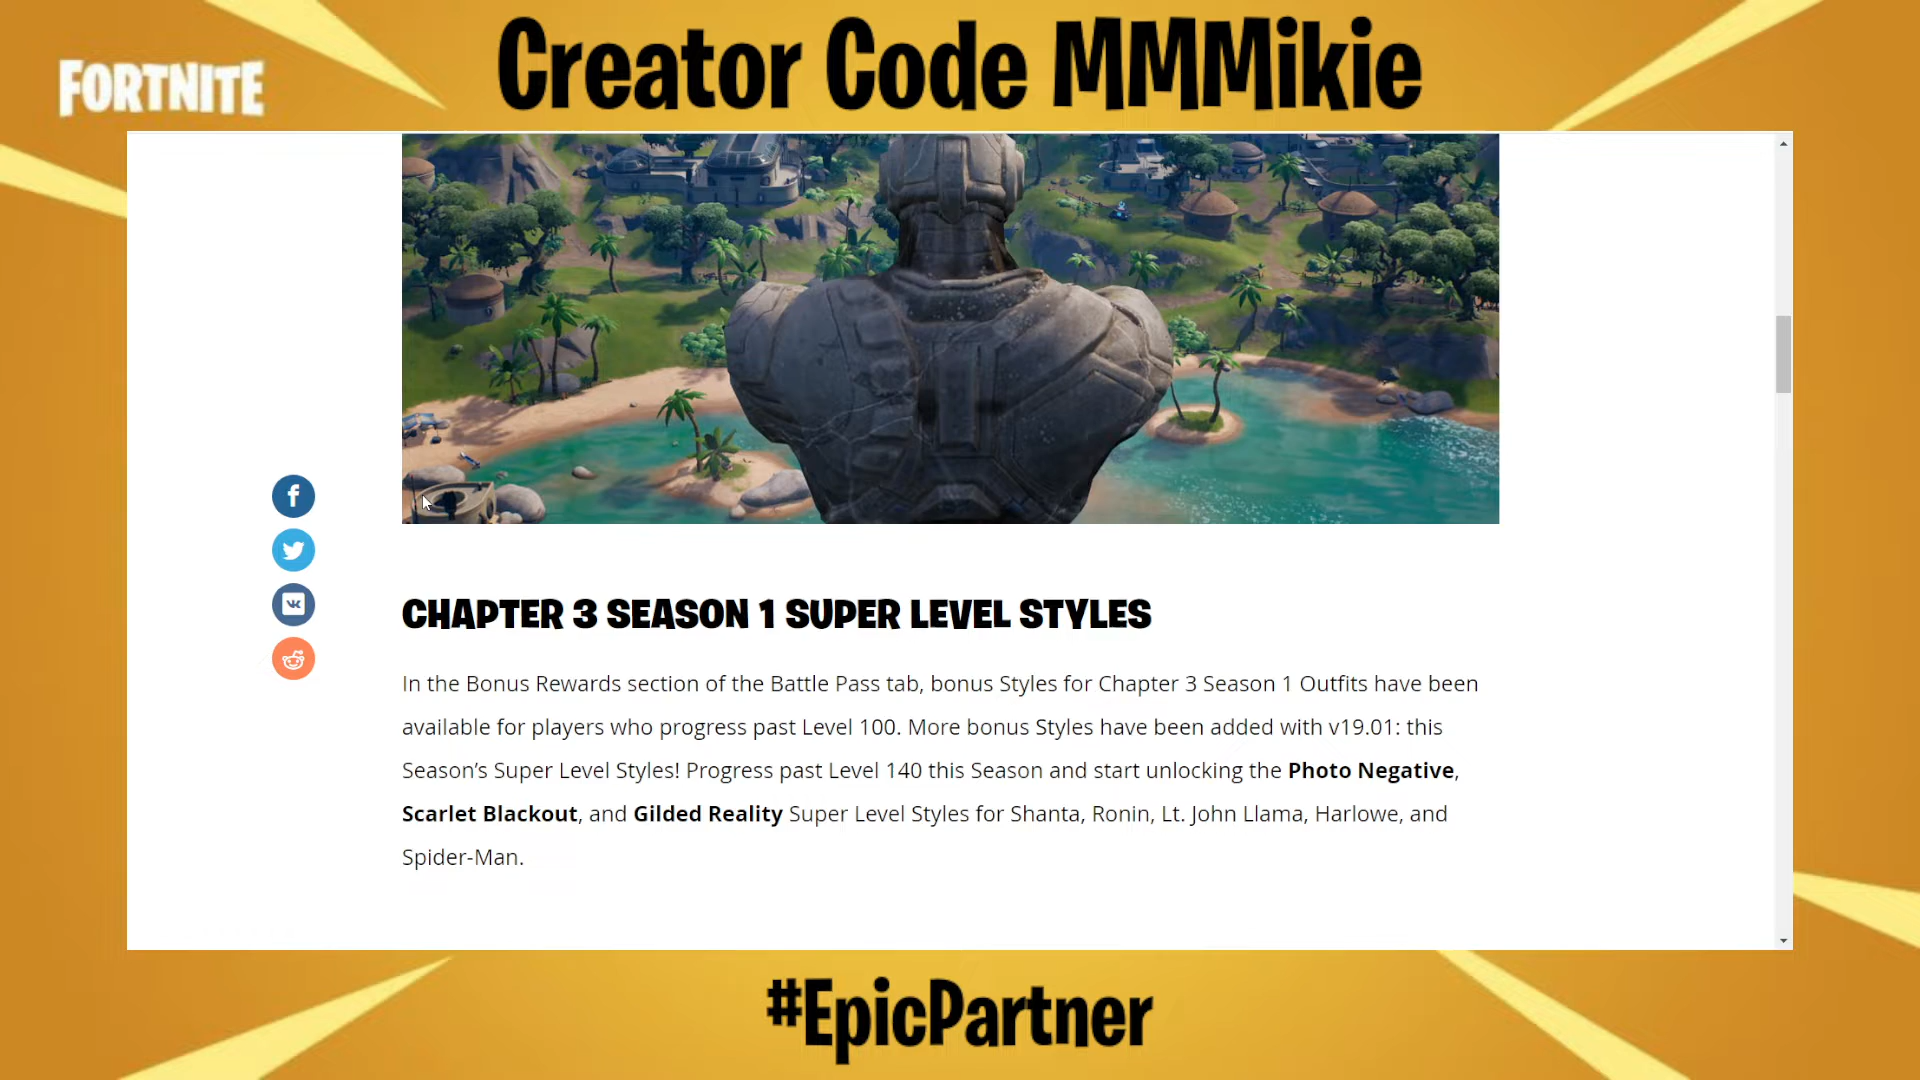 Creator Code MMMikie
FORTNITE
CHAPTER 3 SEASON 1 SUPER LEVEL STYLES
In the Bonus Rewards section of the Battle Pass tab, bonus Styles for Chapter 3 Season 1 Outfits have been
available for players who progress past Level 100. More bonus Styles have been added with v19.01: this
Season’s Super Level Styles! Progress past Level 140 this Season and start unlocking the Photo Negative,
Scarlet Blackout, and Gilded Reality Super Level Styles for Shanta, Ronin, Lt. John Llama, Harlowe, and
Spider-Man.
#EpicPartner